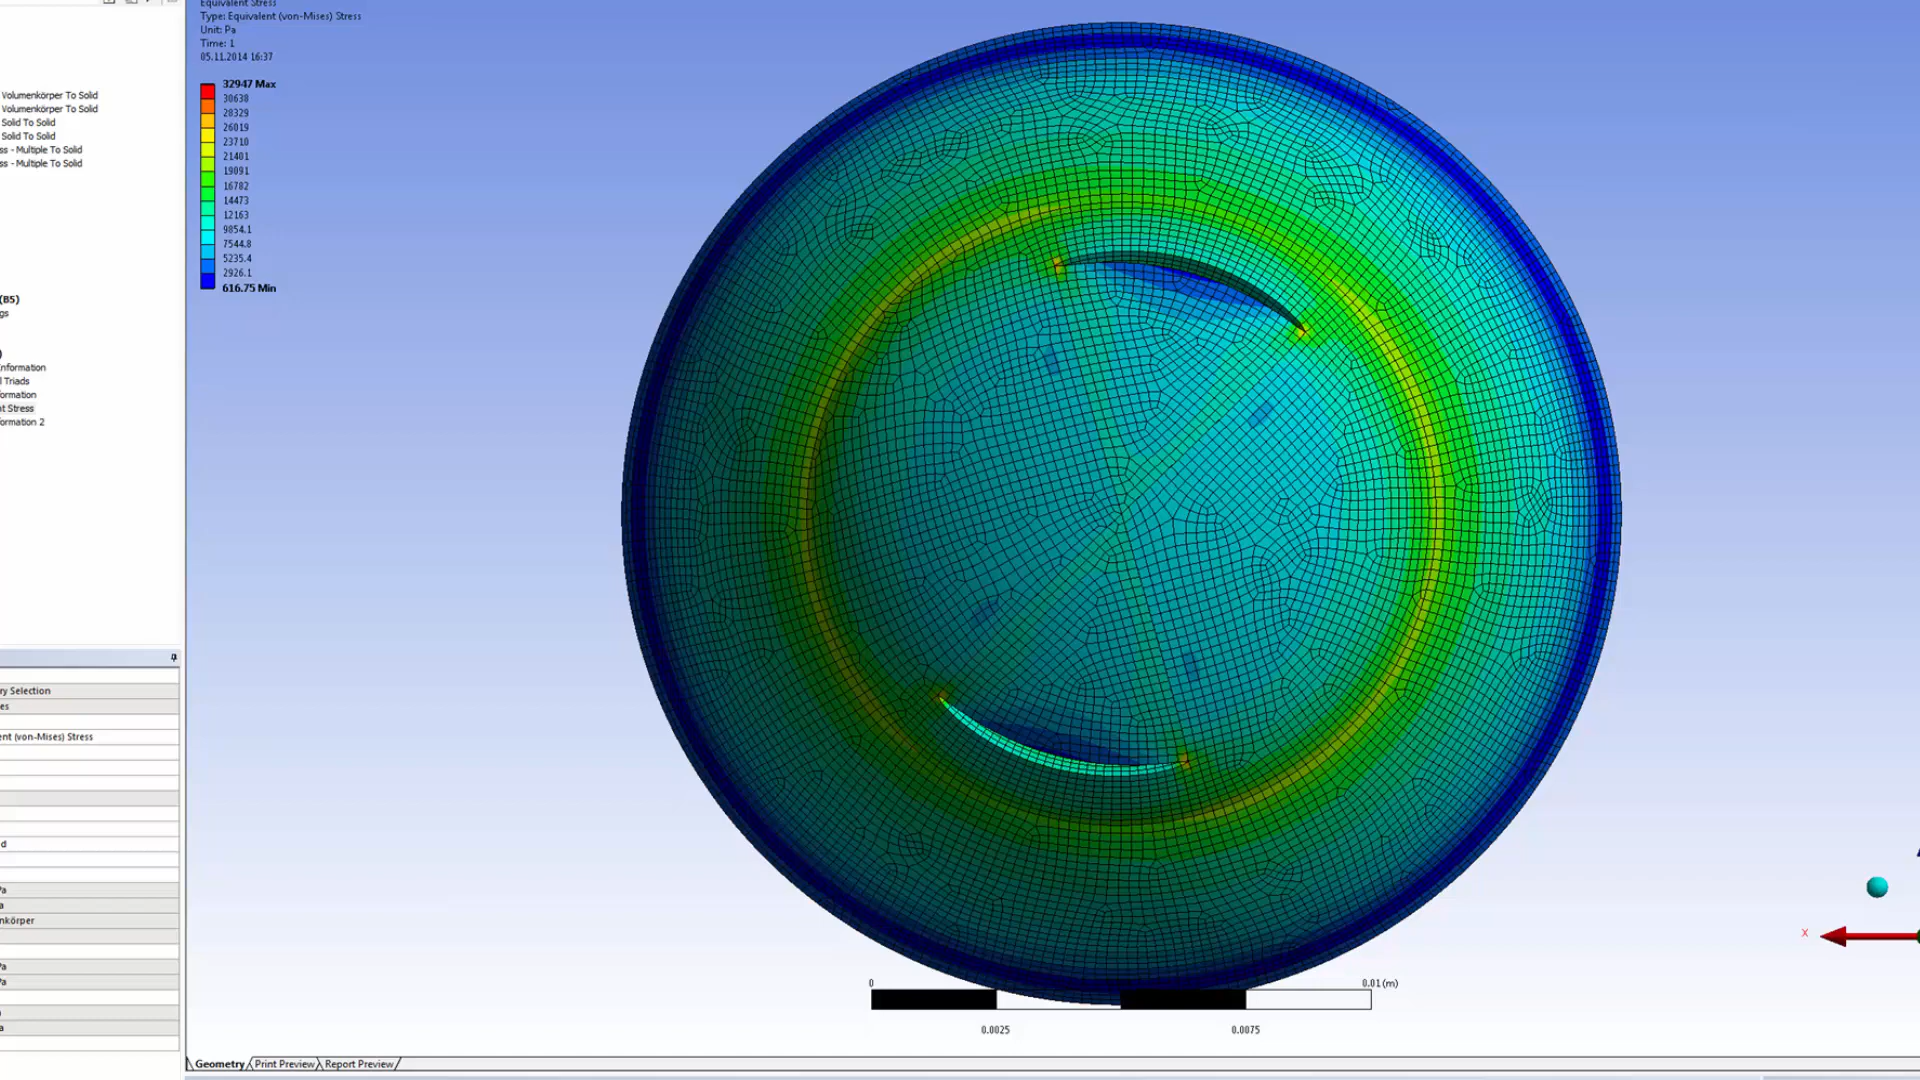 Equivalent Stress
Type: Equivalent (von-Mises) Stress
Unit: Pa
Time: 1
05.11.2014 16:37
32947 Max
30638
28329
26019
23710
21401
19091
16782
14473
12163
9854.1
7544.8
5235.4
2926.1
616.75 Min
Volumenkörper To Solid
Volumenkörper To Solid
Solid To Solid
Solid To Solid
ss - Multiple To Solid
ss - Multiple To Solid
(B5)
gs
)
Information
l Triads
ormation
nt Stress
ormation 2
ry Selection
es
ent (von-Mises) Stress
d
Pa
a
nkörper
Pa
Pa
)
a
0
0.01 (m)
0.0025
0.0075
X
Geometry
Print Preview
Report Preview